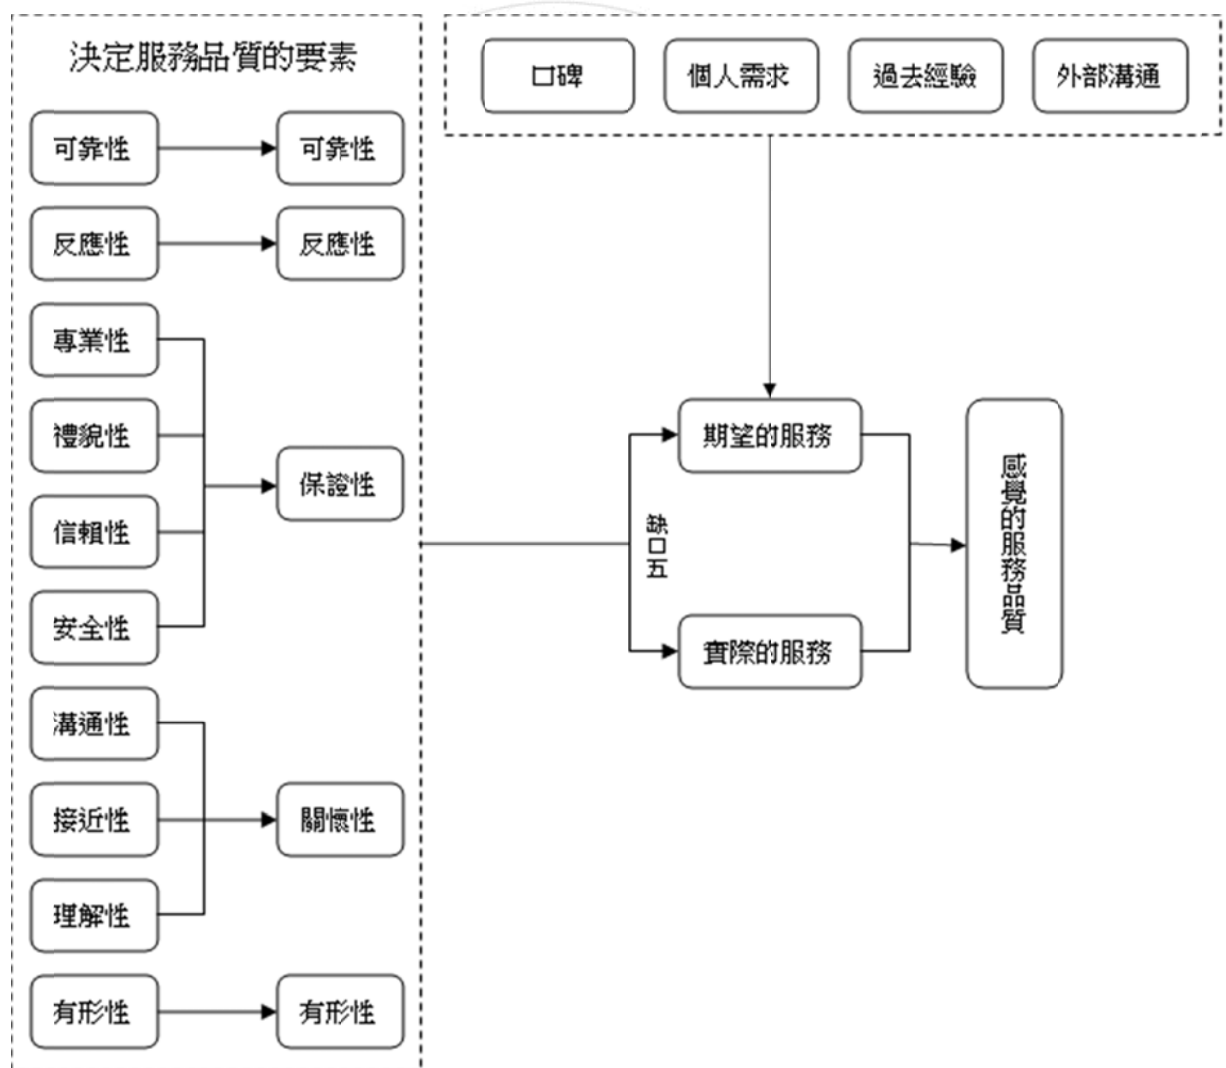 決定服務品質的要素
可靠性
可靠性
反應性
反應性
專業性
禮貌性
信賴性
安全性
保證性
溝通性
接近性
理解性
關懷性
有形性
有形性
口碑
個人需求
過去經驗
外部溝通
期望的服務
缺口五
實際的服務
感覺的服務品質